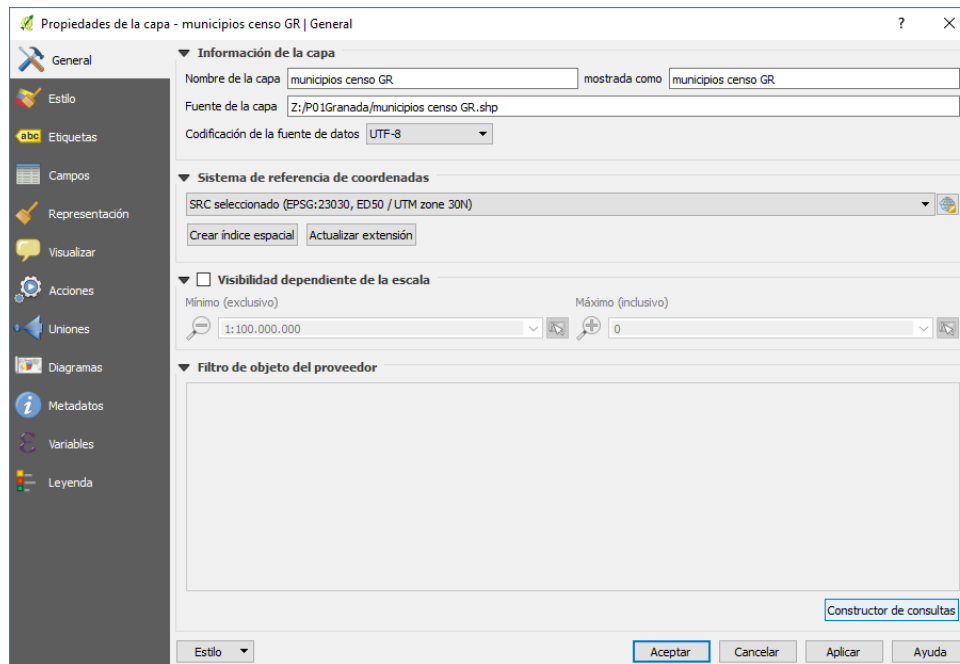 Propiedades de la capa - municipios censo GR | General
?
General
Estilo
abc Etiquetas
Campos
Representación
Visualizar
Acciones
Uniones
Diagramas
Metadatos
Variables
Leyenda
Información de la capa
Nombre de la capa municipios censo GR mostrada como municipios censo GR
Fuente de la capa Z:/P01Granada/municipios censo GR.shp
Codificación de la fuente de datos UTF-8
Sistema de referencia de coordenadas
SRC seleccionado (EPSG:23030, ED50 / UTM zone 30N)
Crear índice espacial Actualizar extensión
Visibilidad dependiente de la escala
Mínimo (exclusivo) Máximo (inclusivo)
1:100.000.000 0
Filtro de objeto del proveedor
Constructor de consultas
Estilo Aceptar Cancelar Aplicar Ayuda